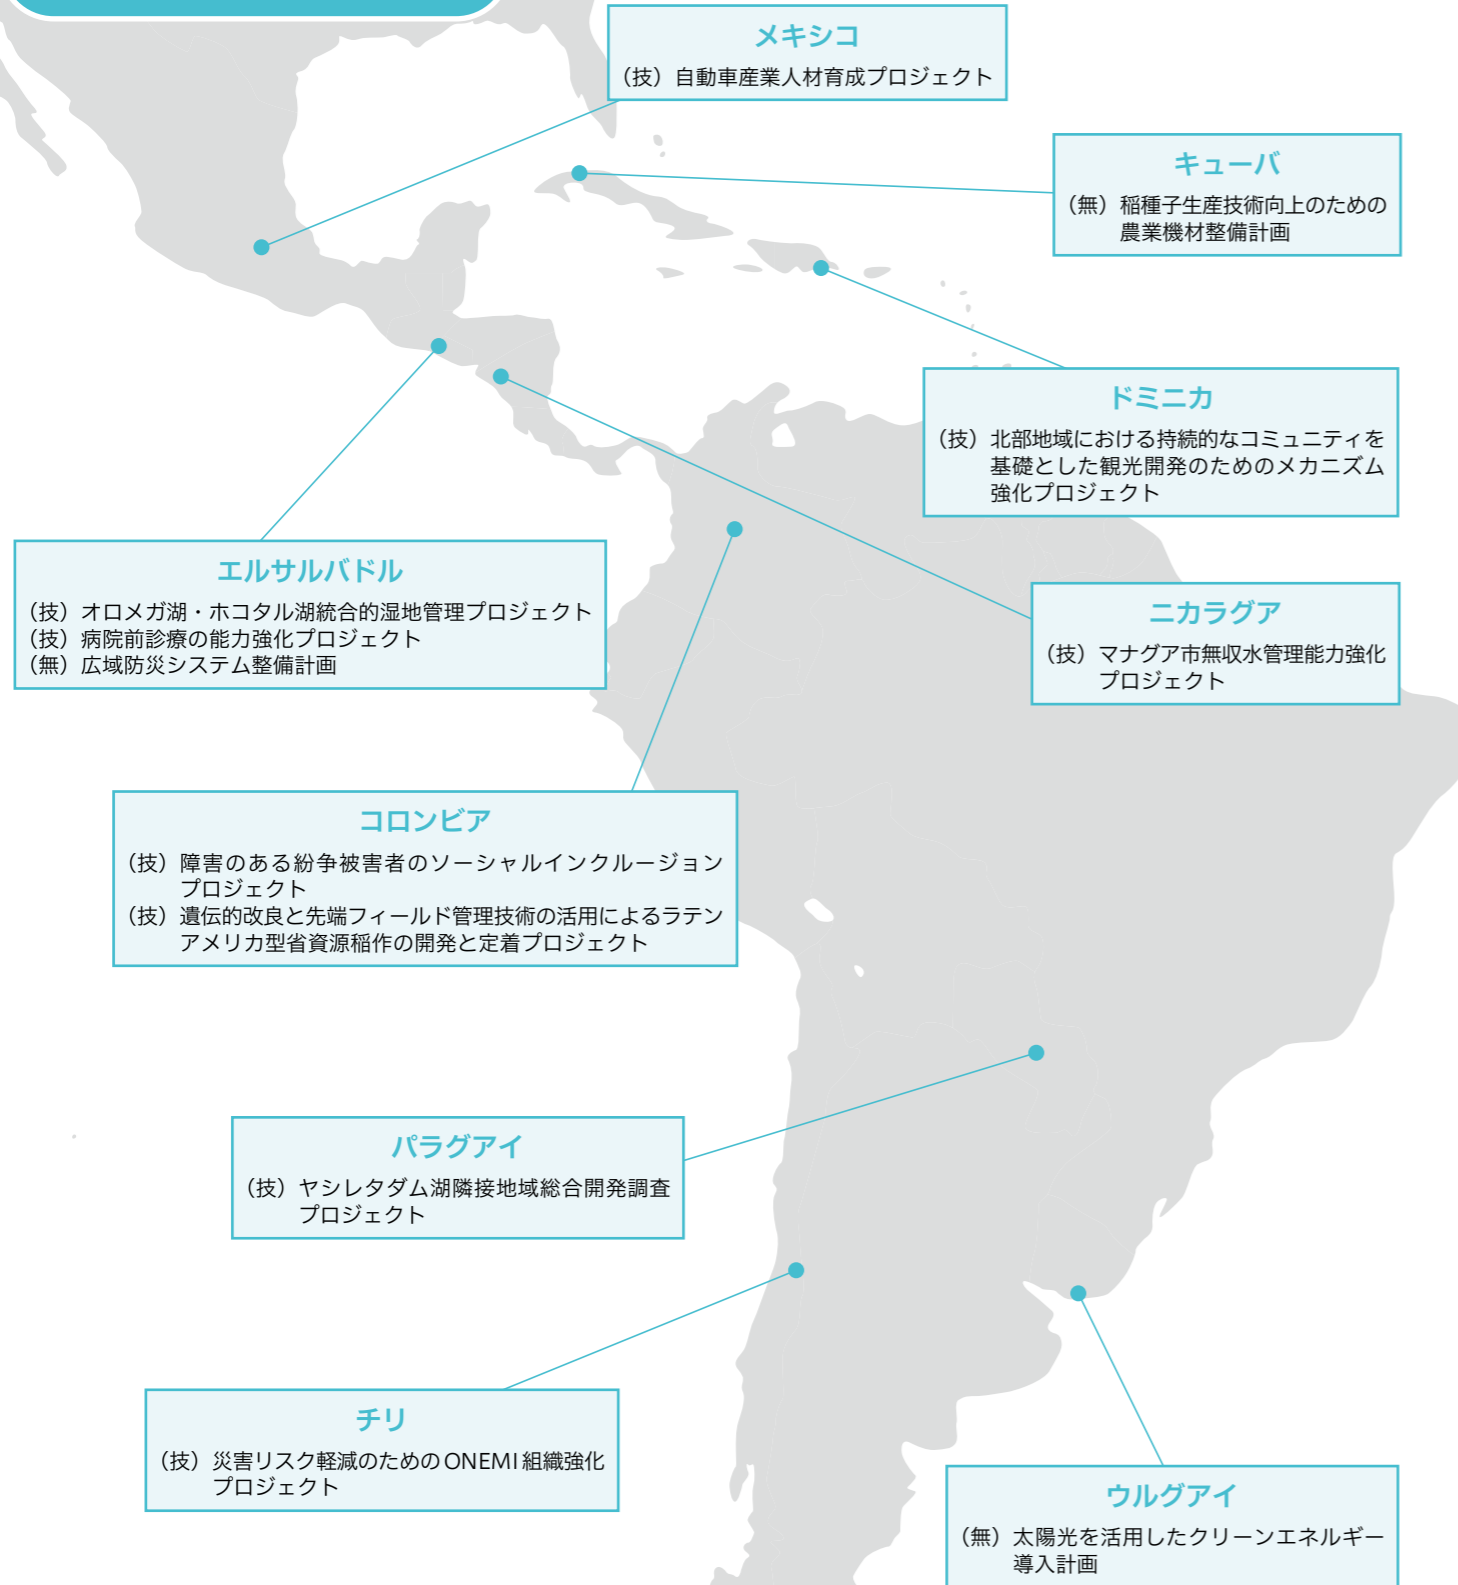 メキシコ
（技）自動車産業人材育成プロジェクト
キューバ
（無）稲種子生産技術向上のための
農業機材整備計画
ドミニカ
（技）北部地域における持続的なコミュニティを
基礎とした観光開発のためのメカニズム
強化プロジェクト
エルサルバドル
（技）オロメガ湖・ホコタル湖統合的湿地管理プロジェクト
（技）病院前診療の能力強化プロジェクト
（無）広域防災システム整備計画
ニカラグア
（技）マナグア市無収水管理能力強化
プロジェクト
コロンビア
（技）障害のある紛争被害者のソーシャルインクルージョン
プロジェクト
（技）遺伝的改良と先端フィールド管理技術の活用によるラテン
アメリカ型省資源稲作の開発と定着プロジェクト
パラグアイ
（技）ヤシレタダム湖隣接地域総合開発調査
プロジェクト
チリ
（技）災害リスク軽減のためのONEMI組織強化
プロジェクト
ウルグアイ
（無）太陽光を活用したクリーンエネルギー
導入計画